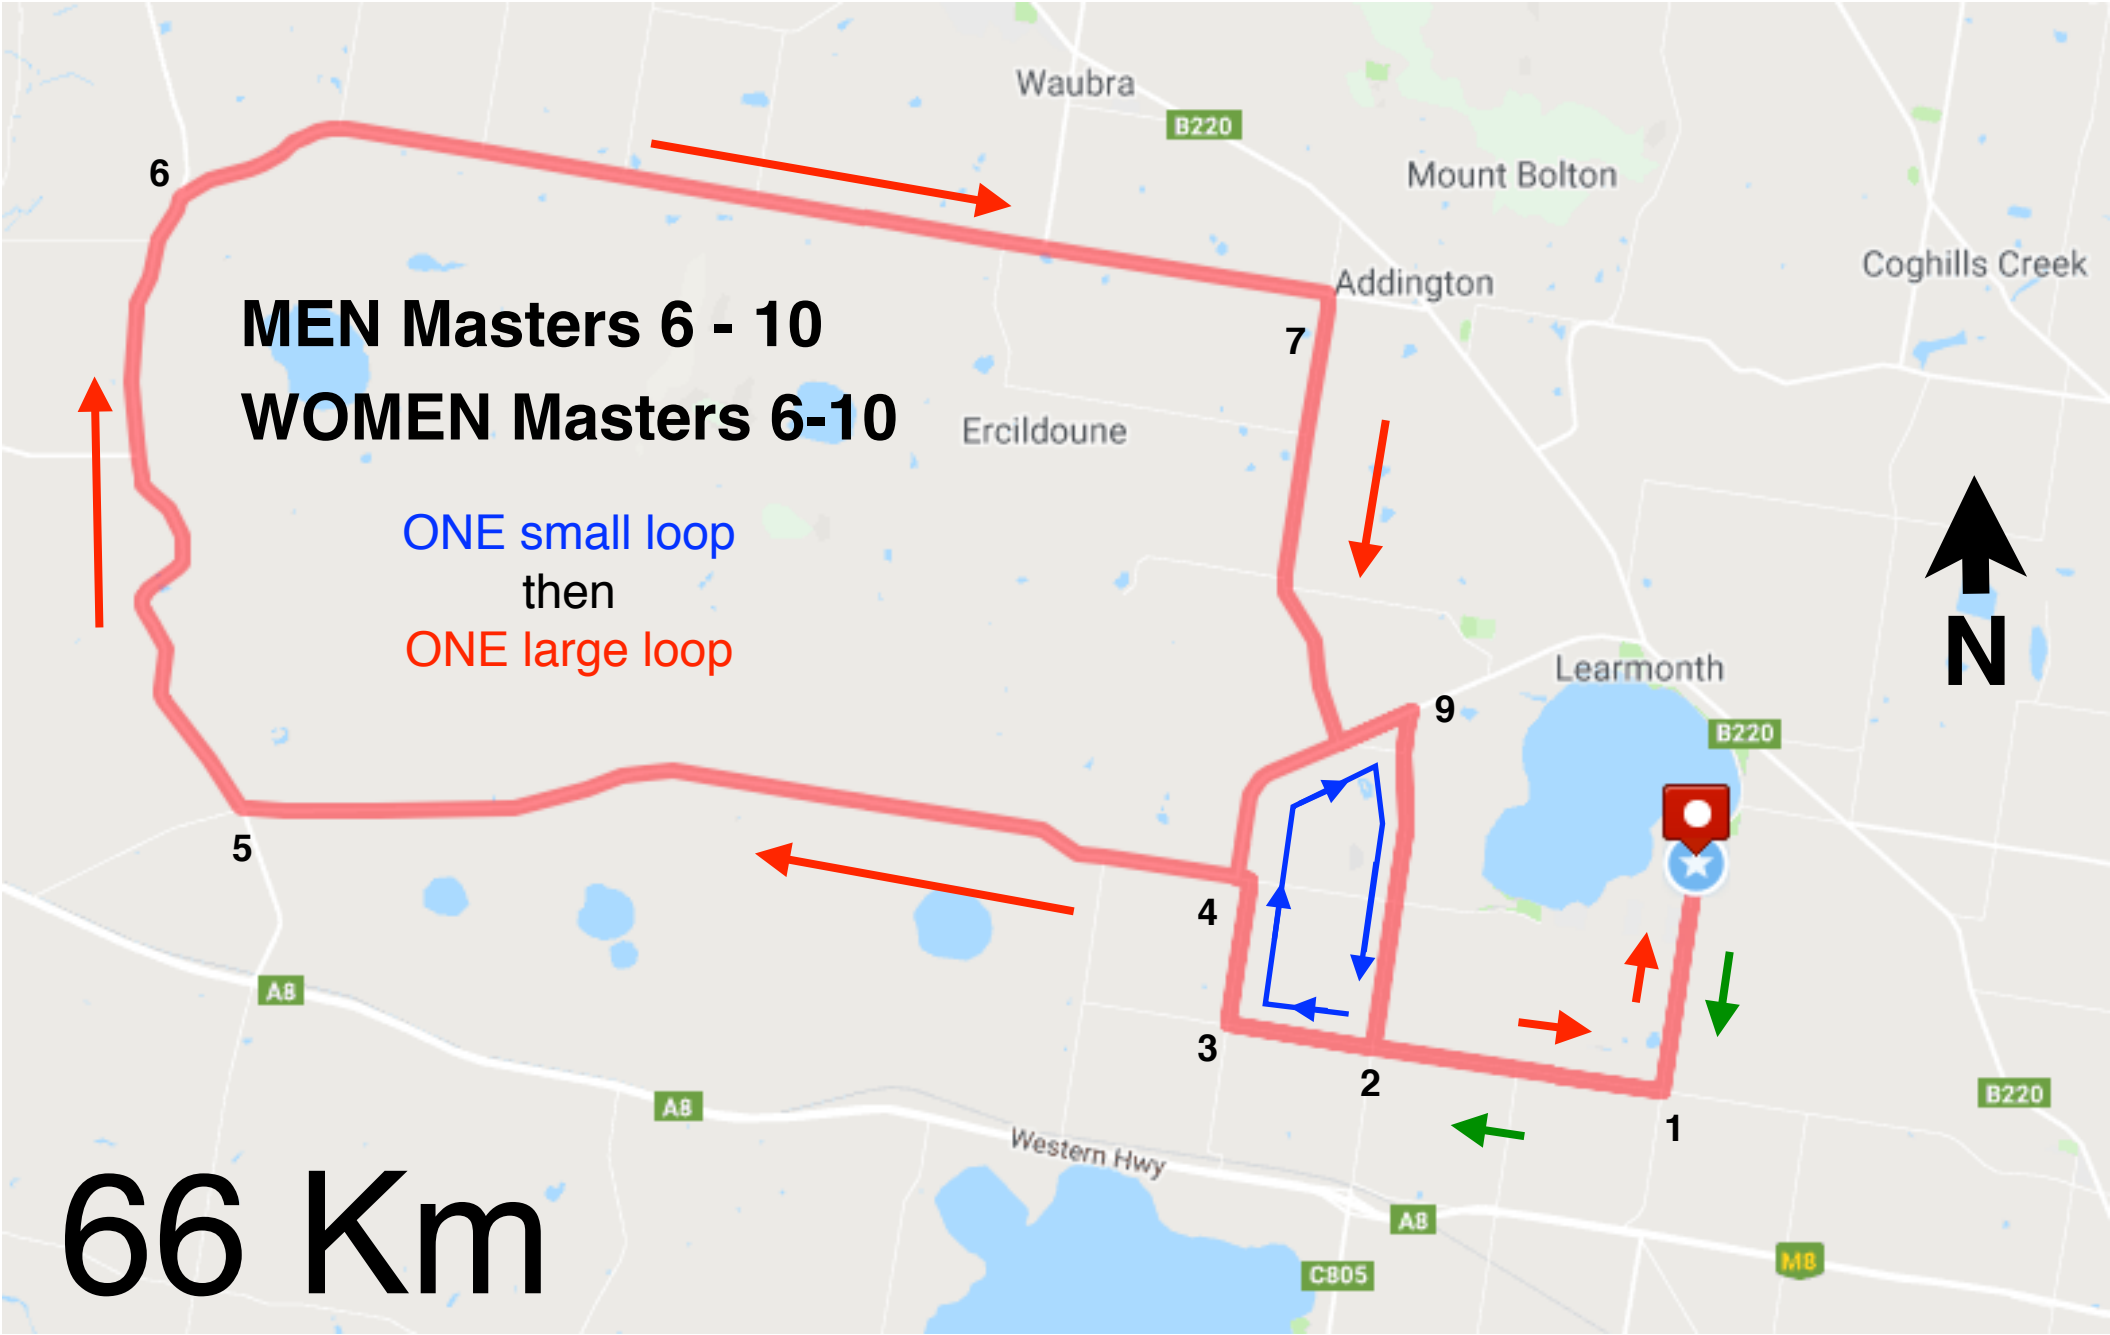 Waubra
B220
6
Mount Bolton
Coghills Creek
Addington
MEN Masters 6 - 10
7
WOMEN Masters 6-10
Ercildoune
ONE small loop
then
ONE large loop
N
Learmonth
9
B220
5
4
A8
3
2
A8
B220
1
Western Hwy
66 Km
A8
M8
C805